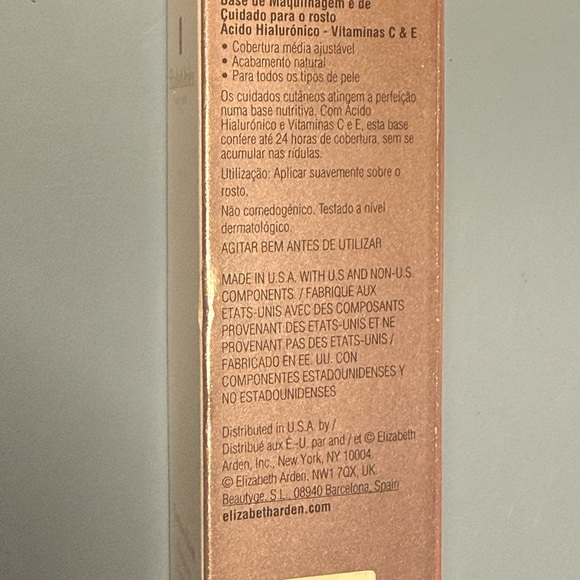 Base de Maquilhagem e de
Cuidado para o rosto
Ácido Hialurónico - Vitaminas C & E
• Cobertura média ajustável
• Acabamento natural
• Para todos os tipos de pele
Os cuidados cutâneos atingem a perfeição
numa base nutritiva. Com Ácido
Hialurónico e Vitaminas C e E, esta base
confere até 24 horas de cobertura, sem se
acumular nas rídulas.
Utilização: Aplicar suavemente sobre o
rosto.
Não comedogénico. Testado a nível
dermatológico.
AGITAR BEM ANTES DE UTILIZAR
MADE IN U.S.A. WITH U.S AND NON-U.S.
COMPONENTS. / FABRIQUE AUX
ETATS-UNIS AVEC DES COMPOSANTS
PROVENANT DES ETATS-UNIS ET NE
PROVENANT PAS DES ETATS-UNIS /
FABRICADO EN EE. UU. CON
COMPONENTES ESTADOUNIDENSES Y
NO ESTADOUNIDENSES
Distributed in U.S.A. by /
Distribué aux É.-U. par and / et © Elizabeth
Arden, Inc., New York, NY 10004.
© Elizabeth Arden, NW1 7QX, UK.
Beautyge, S.L., 08940 Barcelona, Spain
elizabetharden.com